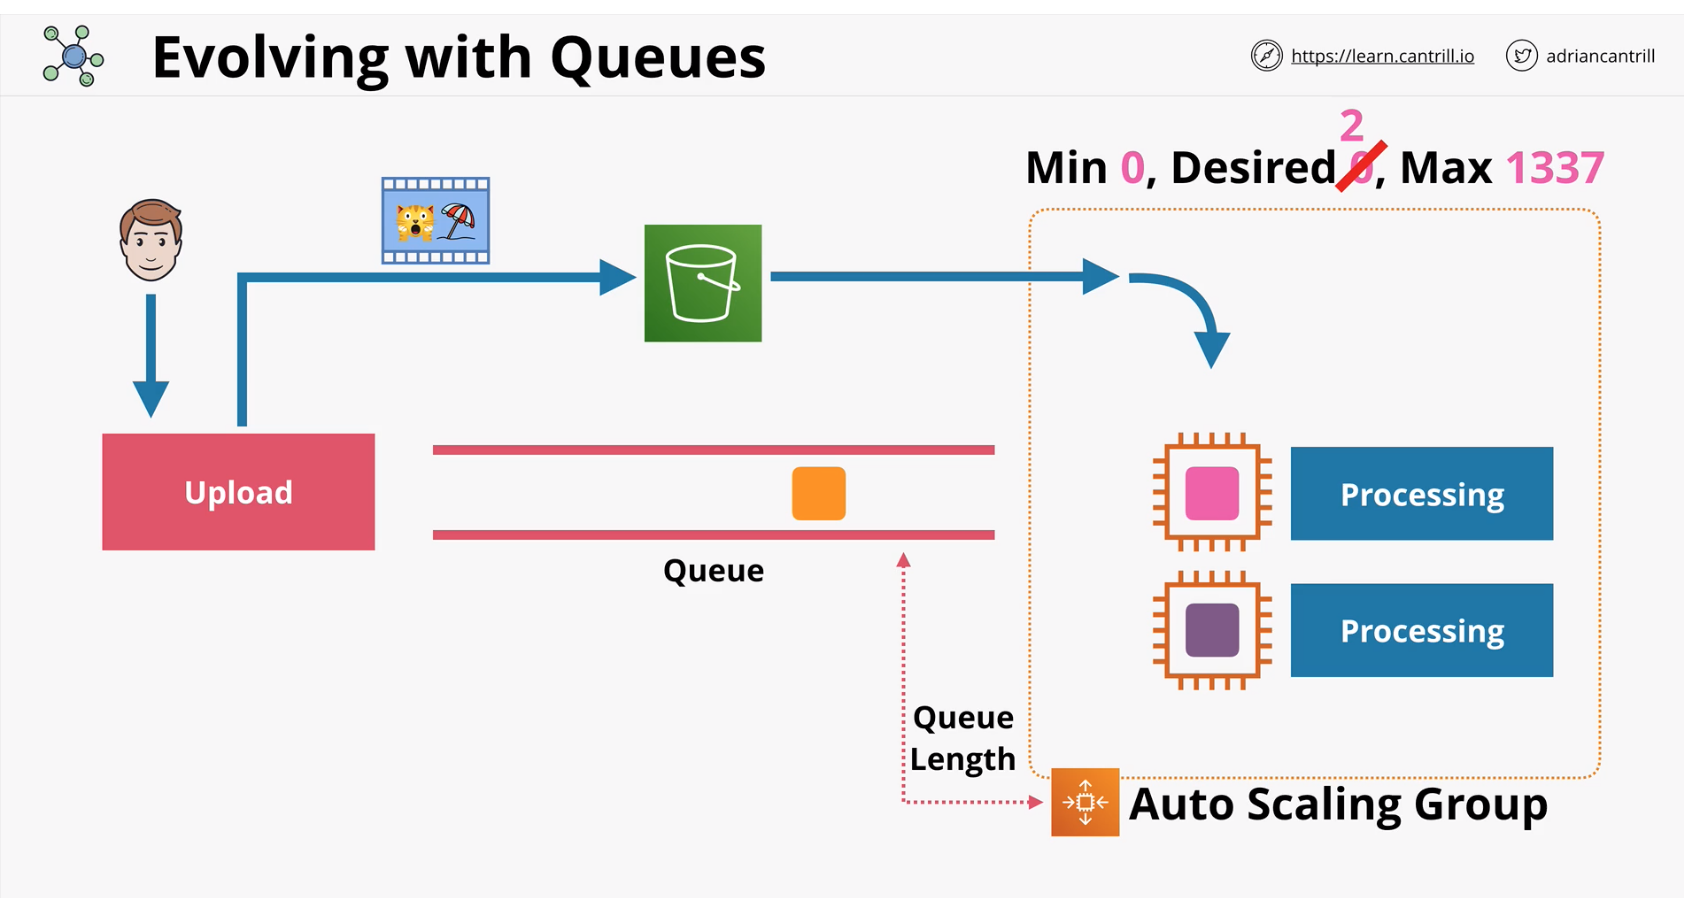 Evolving with Queues
https://learn.cantrill.io
adriancantrill
2
Min 0, Desired 0, Max 1337
Upload
Queue
Processing
Processing
Queue
Length
Auto Scaling Group